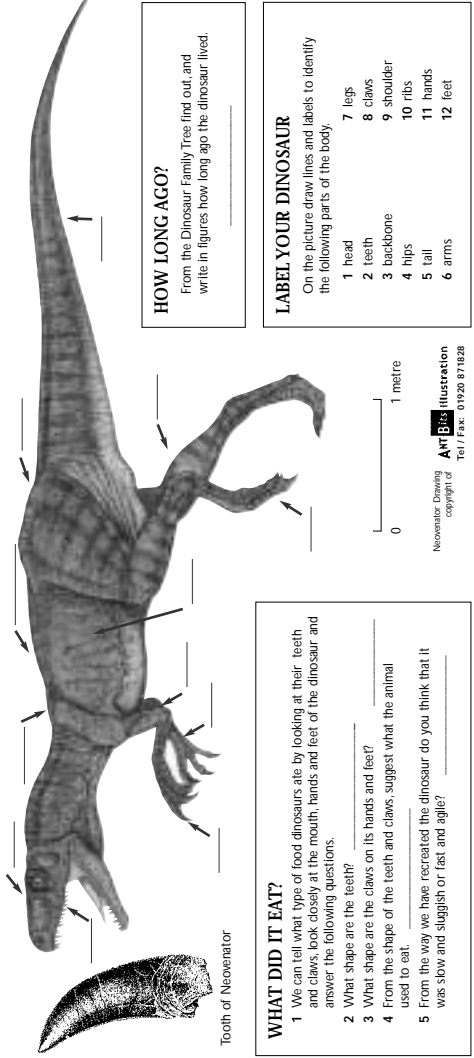 Tooth of Neovenator
WHAT DID IT EAT?
1 We can tell what type of food dinosaurs ate by looking at their teeth
and claws, look closely at the mouth, hands and feet of the dinosaur and
answer the following questions.
2 What shape are the teeth?
3 What shape are the claws on its hands and feet?
4 From the shape of the teeth and claws, suggest what the animal
used to eat.
5 From the way we have recreated the dinosaur do you think that it
was slow and sluggish or fast and agile?
0 1 metre
Neovenator Drawing
copyright of
ANT Bits illustration
Tel / Fax: 01920 871828
HOW LONG AGO?
From the Dinosaur Family Tree find out, and
write in figures how long ago the dinosaur lived.
LABEL YOUR DINOSAUR
On the picture draw lines and labels to identify
the following parts of the body.
1 head
2 teeth
3 backbone
4 hips
5 tail
6 arms
7 legs
8 claws
9 shoulder
10 ribs
11 hands
12 feet